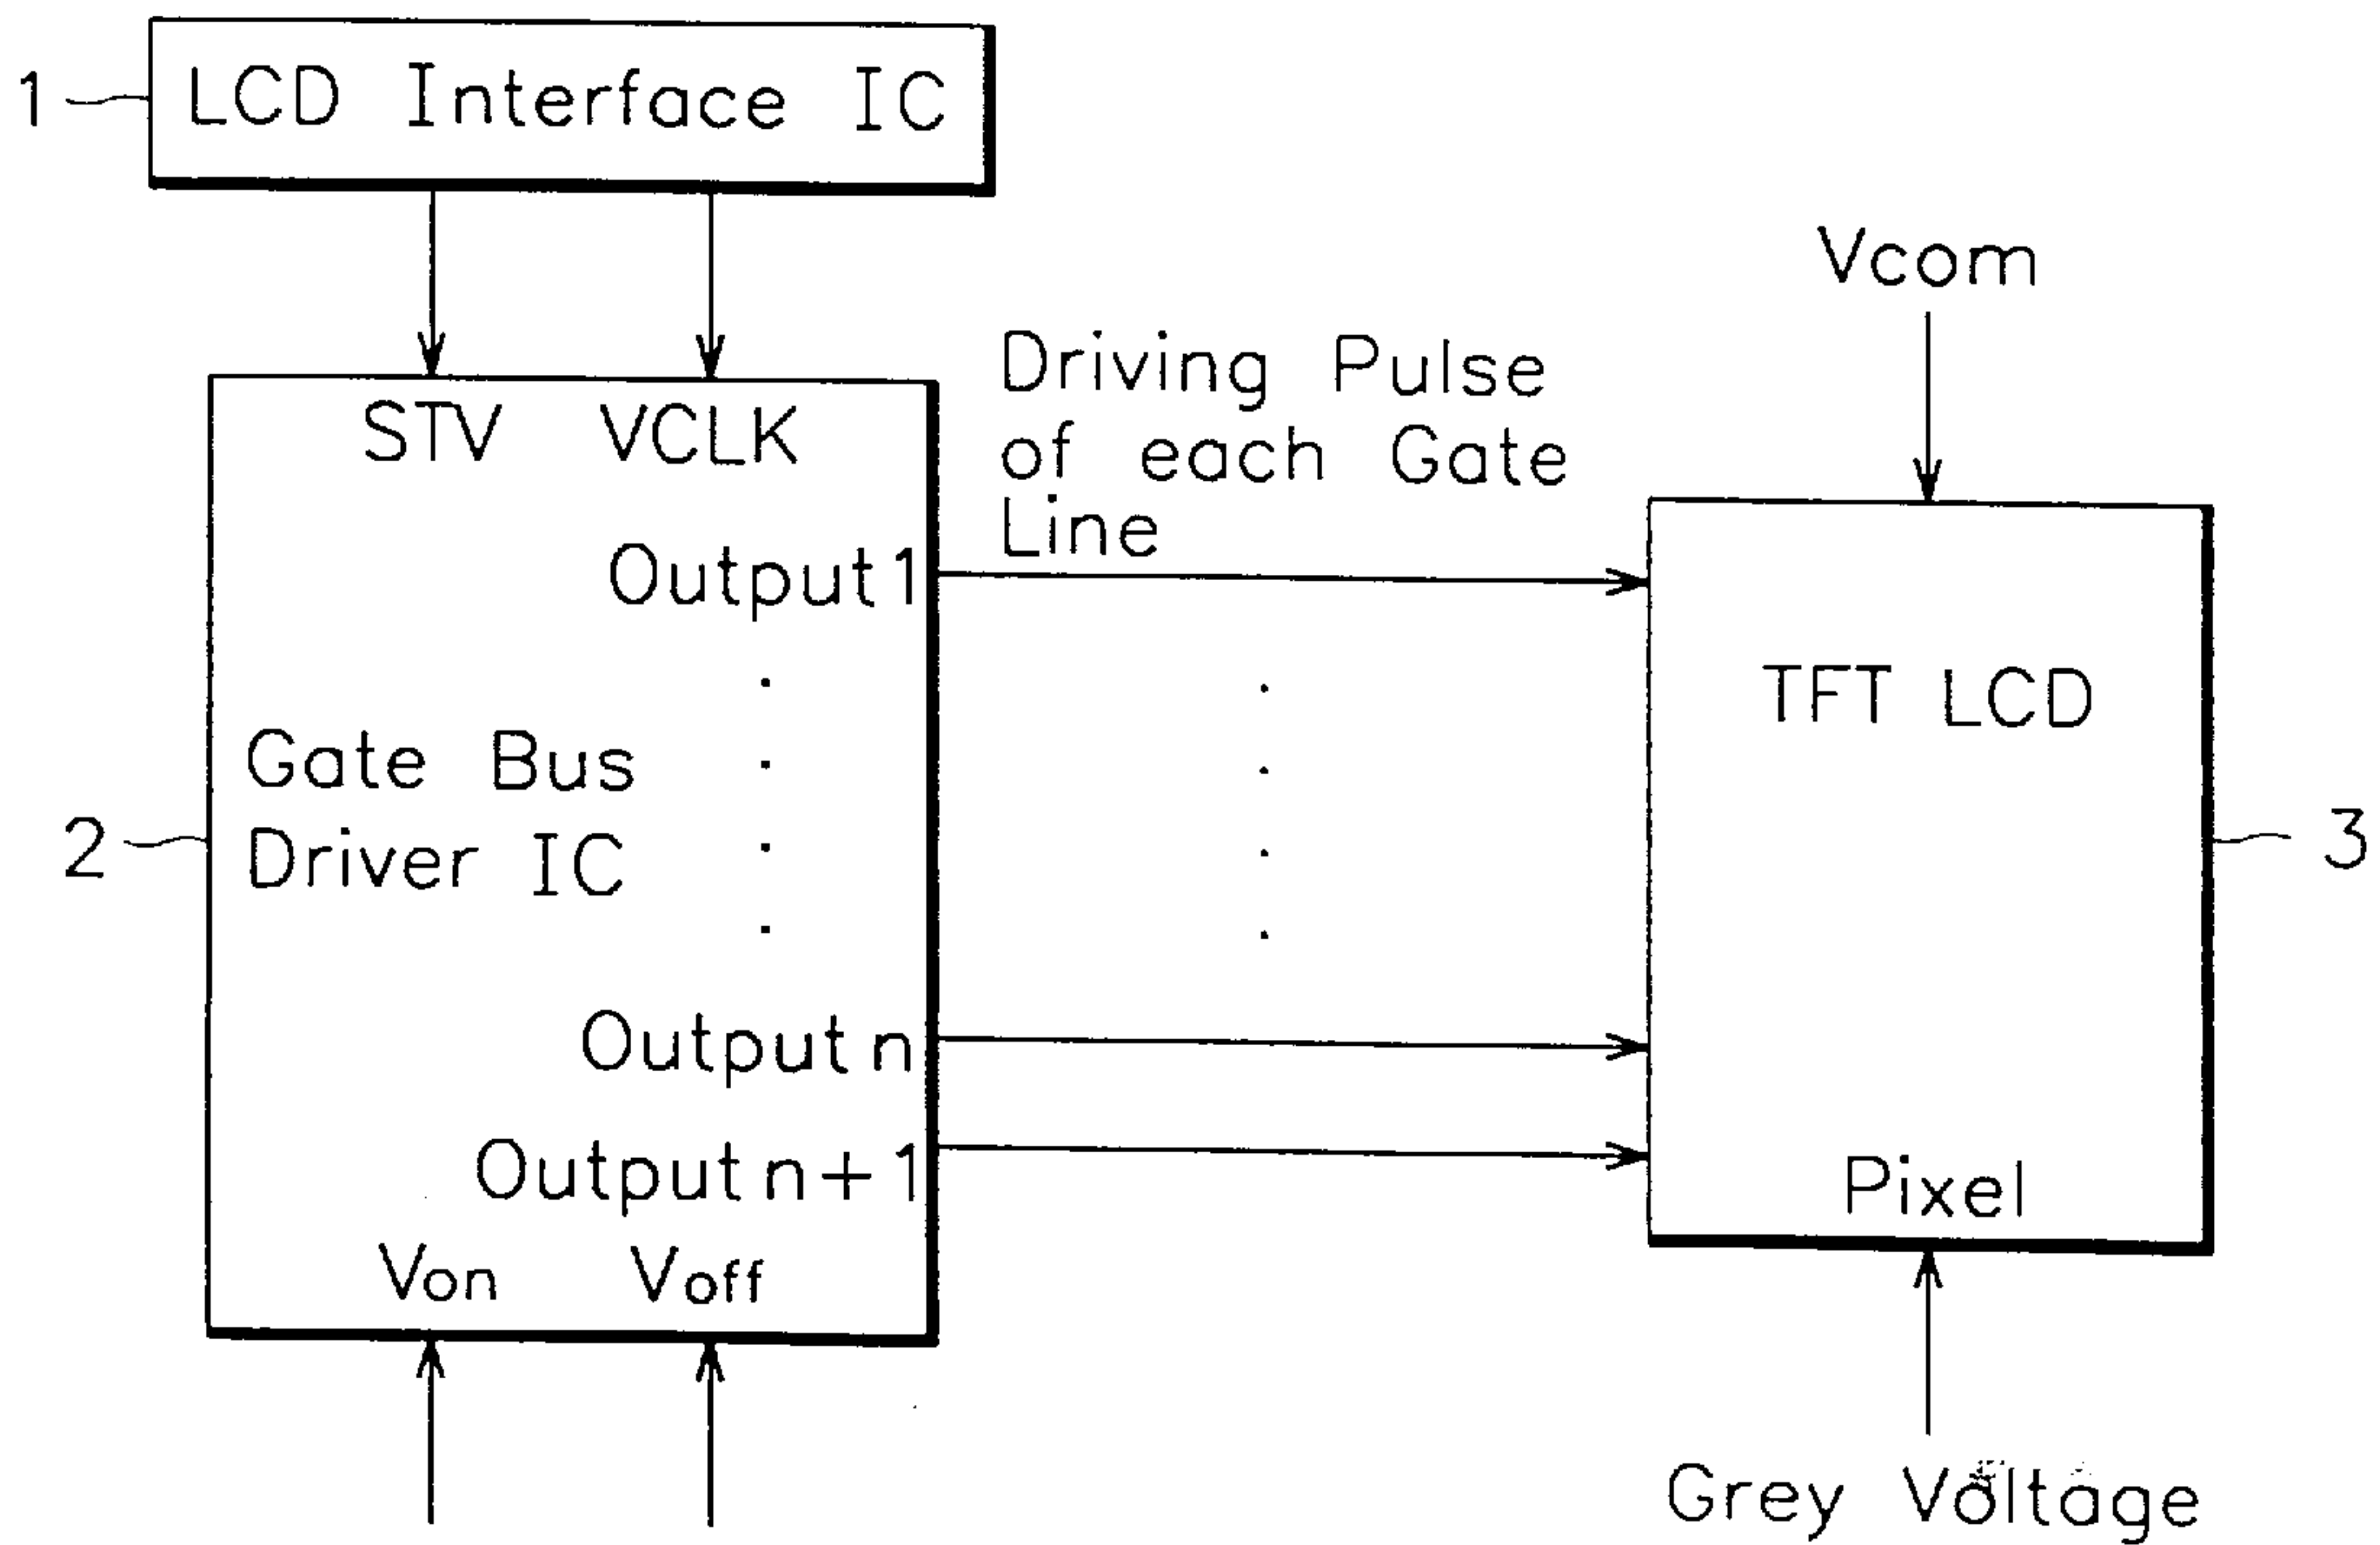 1
LCD Interface IC
STV VCLK
Driving Pulse
of each Gate
Line
Vcom
Output 1
TFT LCD
Gate Bus
Driver IC
2
3
Output n
Output n+1
Pixel
Von Voff
Grey Voltage